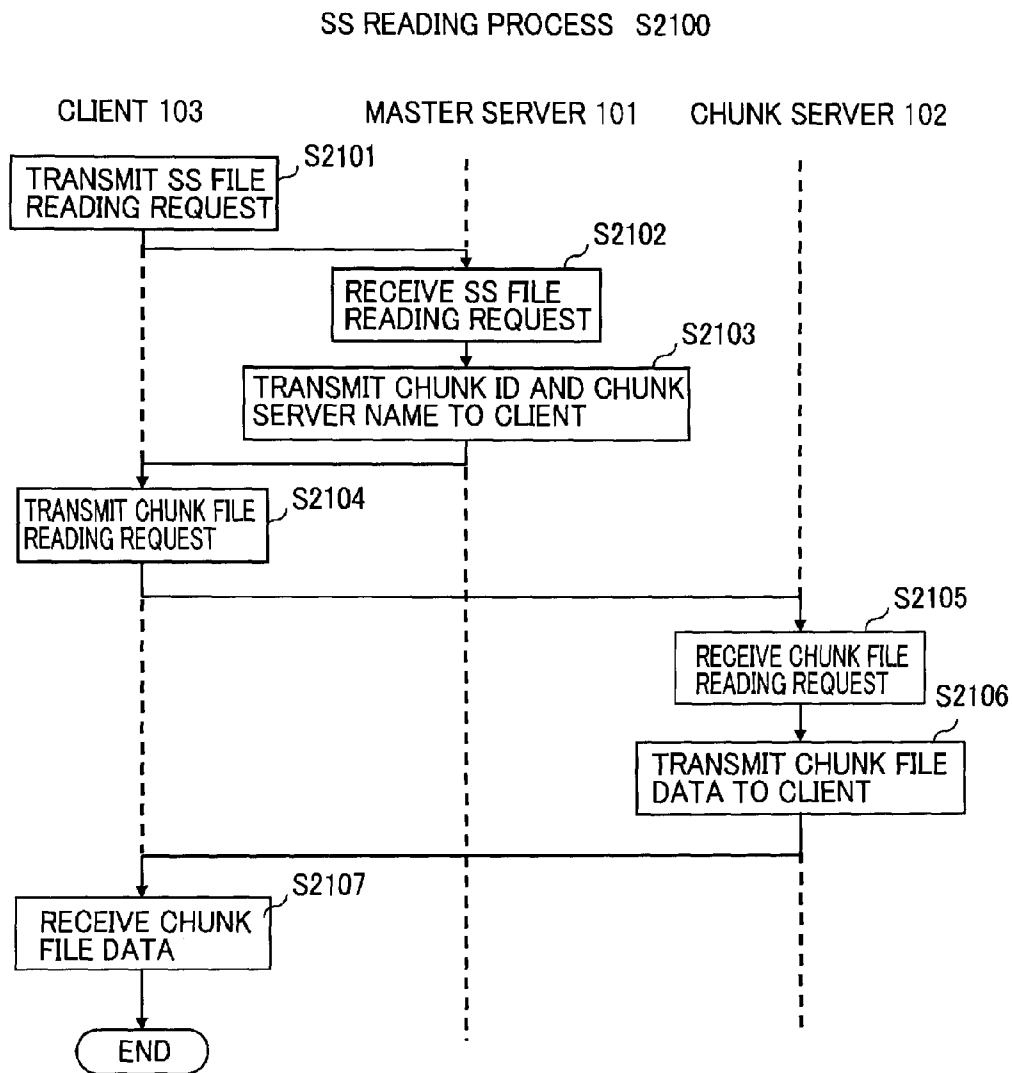 SS READING PROCESS S2100
CLIENT 103
MASTER SERVER 101
CHUNK SERVER 102
S2101
TRANSMIT SS FILE
READING REQUEST
S2102
RECEIVE SS FILE
READING REQUEST
S2103
TRANSMIT CHUNK ID AND CHUNK
SERVER NAME TO CLIENT
S2104
TRANSMIT CHUNK FILE
READING REQUEST
S2105
RECEIVE CHUNK FILE
READING REQUEST
S2106
TRANSMIT CHUNK FILE
DATA TO CLIENT
S2107
RECEIVE CHUNK
FILE DATA
END